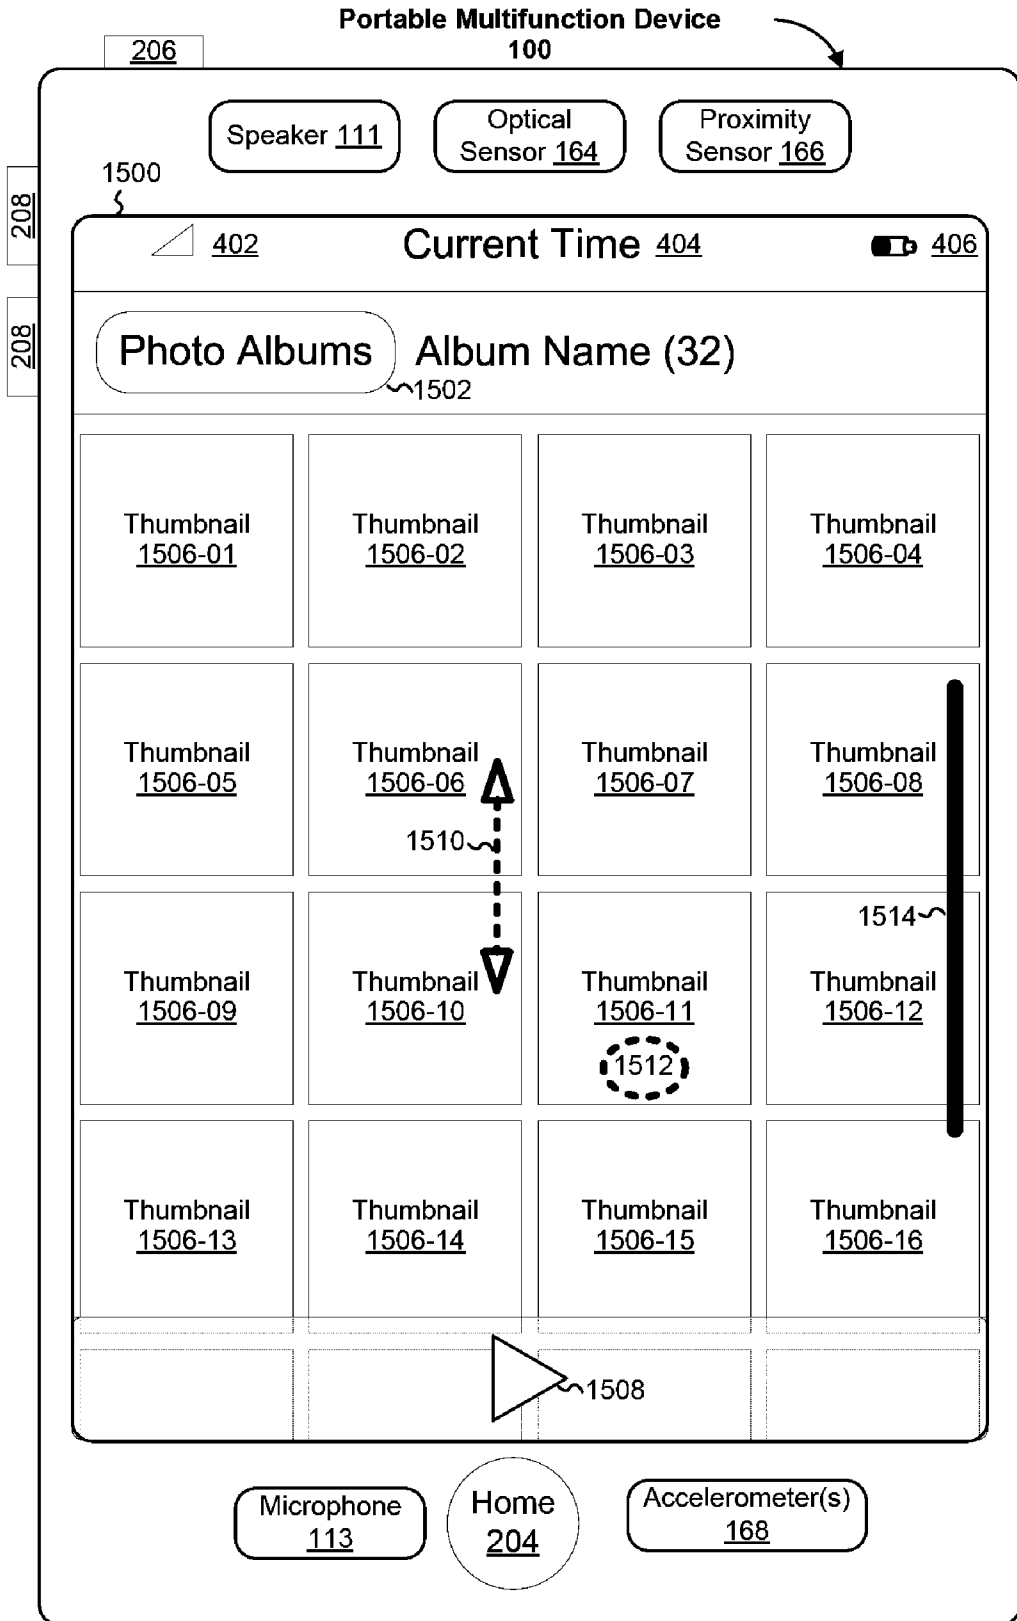 Portable Multifunction Device
100
206
Speaker 111
Optical
Sensor 164
Proximity
Sensor 166
1500
208
208
402
Current Time 404
406
Photo Albums
Album Name (32)
1502
Thumbnail
1506-01
Thumbnail
1506-02
Thumbnail
1506-03
Thumbnail
1506-04
Thumbnail
1506-05
Thumbnail
1506-06
Thumbnail
1506-07
Thumbnail
1506-08
1510
1514
Thumbnail
1506-09
Thumbnail
1506-10
Thumbnail
1506-11
1512
Thumbnail
1506-12
Thumbnail
1506-13
Thumbnail
1506-14
Thumbnail
1506-15
Thumbnail
1506-16
1508
Microphone
113
Home
204
Accelerometer(s)
168